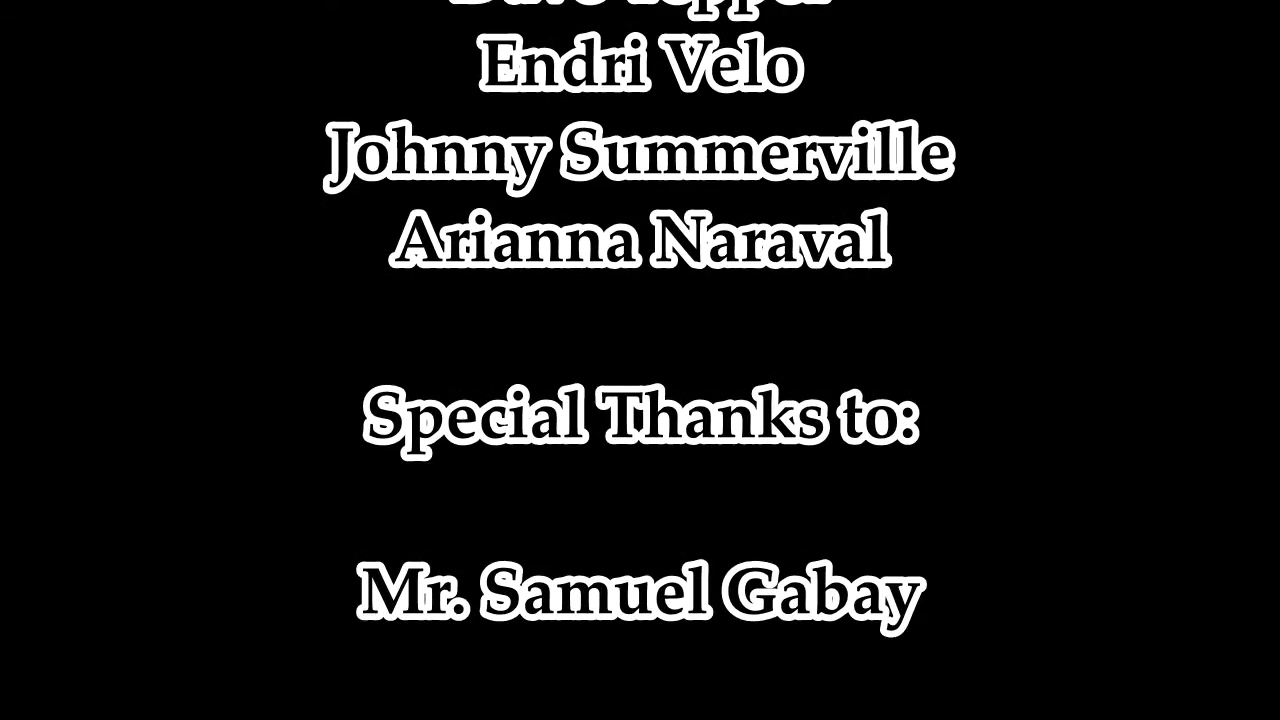 Endri Velo
Johnny Summerville
Arianna Naraval
Special Thanks to:
Mr. Samuel Gabay